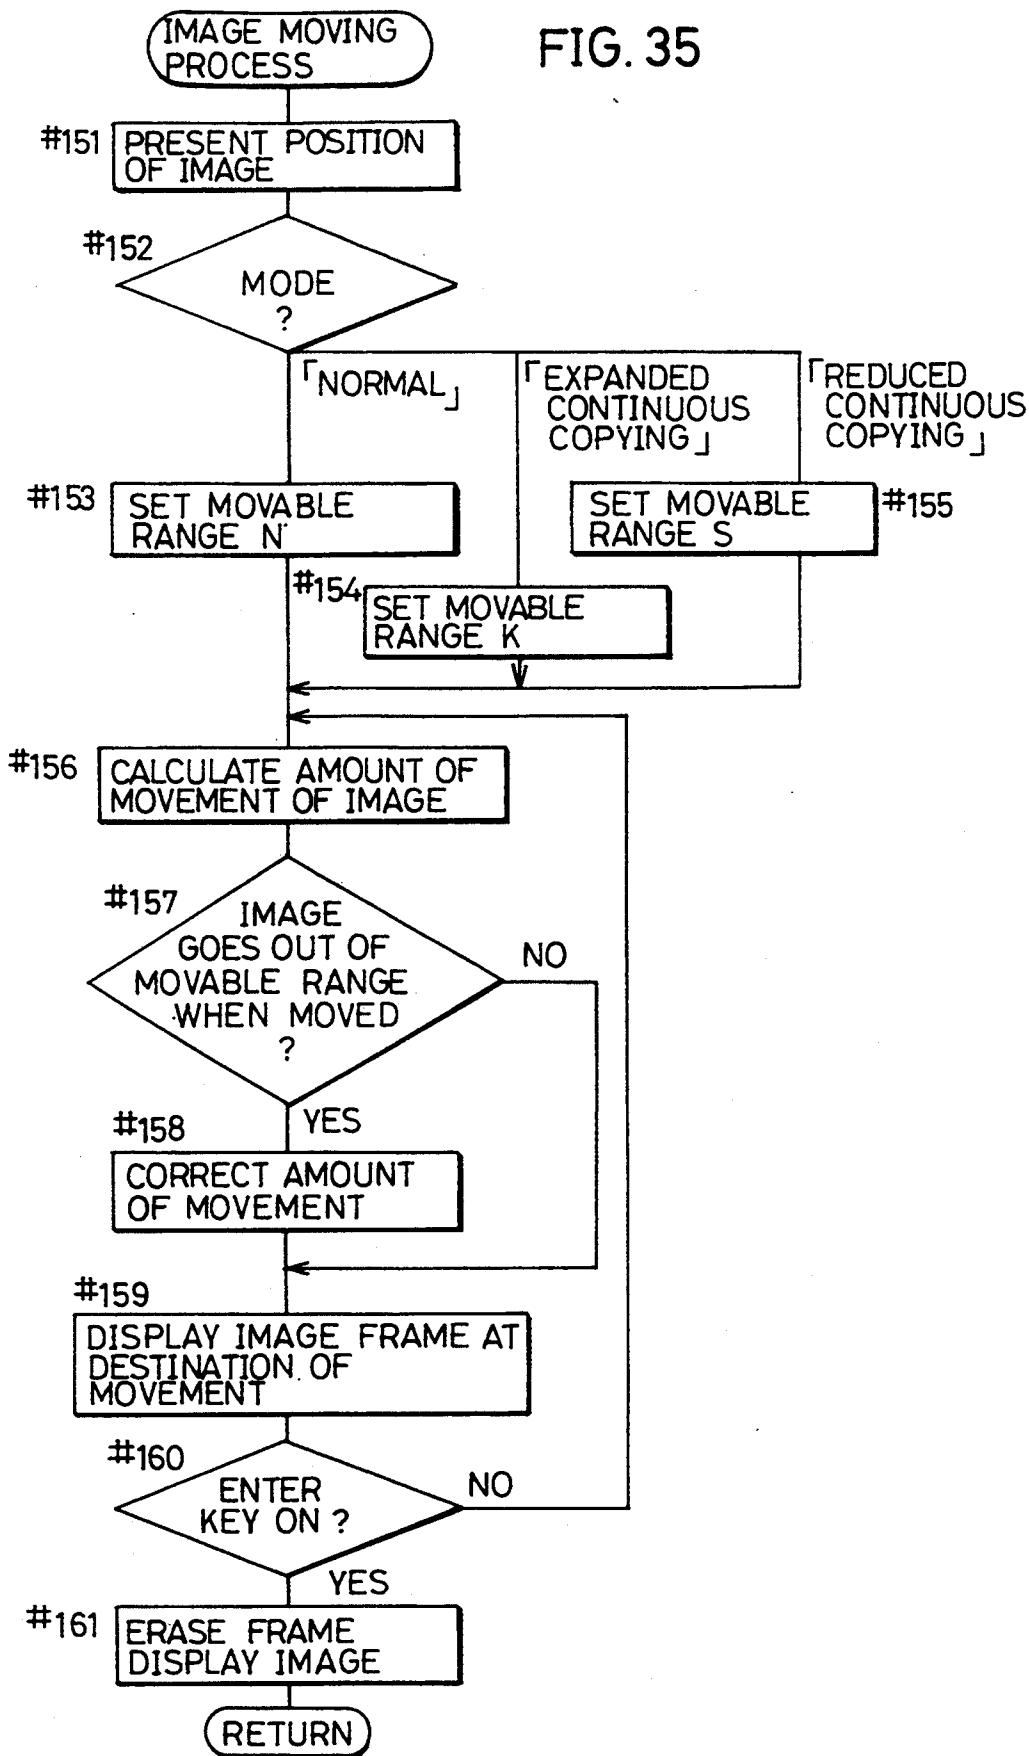 IMAGE MOVING
PROCESS
FIG. 35
#151
PRESENT POSITION
OF IMAGE
#152
MODE
?
「NORMAL」
「EXPANDED
CONTINUOUS
COPYING」
「REDUCED
CONTINUOUS
COPYING」
#153
SET MOVABLE
RANGE N
SET MOVABLE
RANGE S
#155
#154
SET MOVABLE
RANGE K
#156
CALCULATE AMOUNT OF
MOVEMENT OF IMAGE
#157
IMAGE
GOES OUT OF
MOVABLE RANGE
WHEN MOVED
?
NO
YES
#158
CORRECT AMOUNT
OF MOVEMENT
#159
DISPLAY IMAGE FRAME AT
DESTINATION OF
MOVEMENT
#160
ENTER
KEY ON ?
NO
YES
#161
ERASE FRAME
DISPLAY IMAGE
RETURN